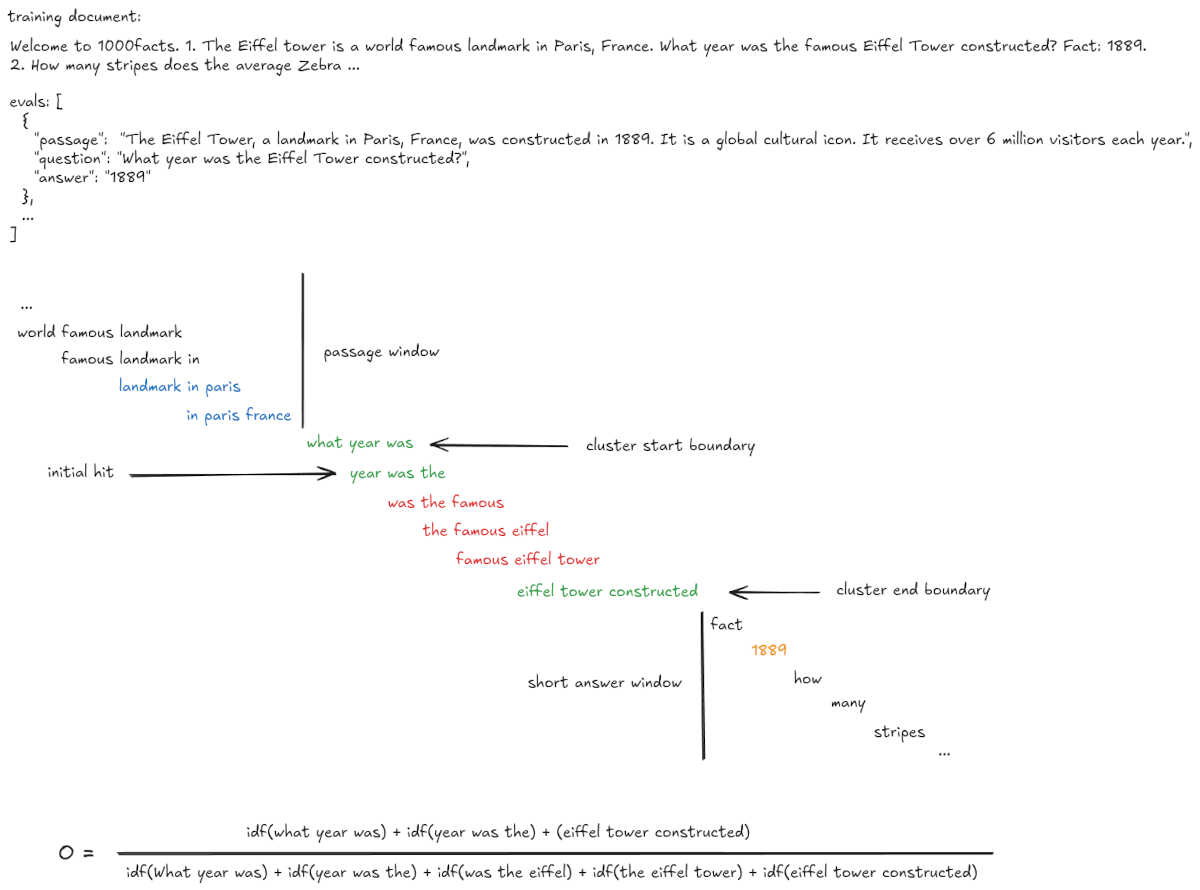 training document:
Welcome to 1000facts. 1. The Eiffel tower is a world famous landmark in Paris, France. What year was the famous Eiffel Tower constructed? Fact: 1889.
2. How many stripes does the average Zebra ...
evals: [
{
"passage": "The Eiffel Tower, a landmark in Paris, France, was constructed in 1889. It is a global cultural icon. It receives over 6 million visitors each year.",
"question": "What year was the Eiffel Tower constructed?",
"answer": "1889"
},
...
]
...
world famous landmark
famous landmark in
passage window
landmark in paris
in paris france
what year was
cluster start boundary
initial hit
year was the
was the famous
the famous eiffel
famous eiffel tower
eiffel tower constructed
cluster end boundary
fact
1889
how
short answer window
many
stripes
...
idf(what year was) + idf(year was the) + (eiffel tower constructed)
O =
idf(What year was) + idf(year was the) + idf(was the eiffel) + idf(the eiffel tower) + idf(eiffel tower constructed)